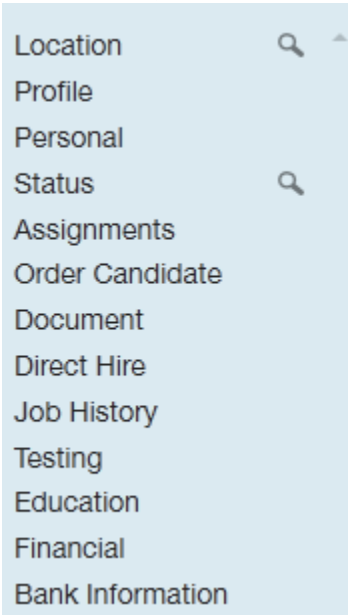 Location
Profile
Personal
Status
Assignments
Order Candidate
Document
Direct Hire
Job History
Testing
Education
Financial
Bank Information